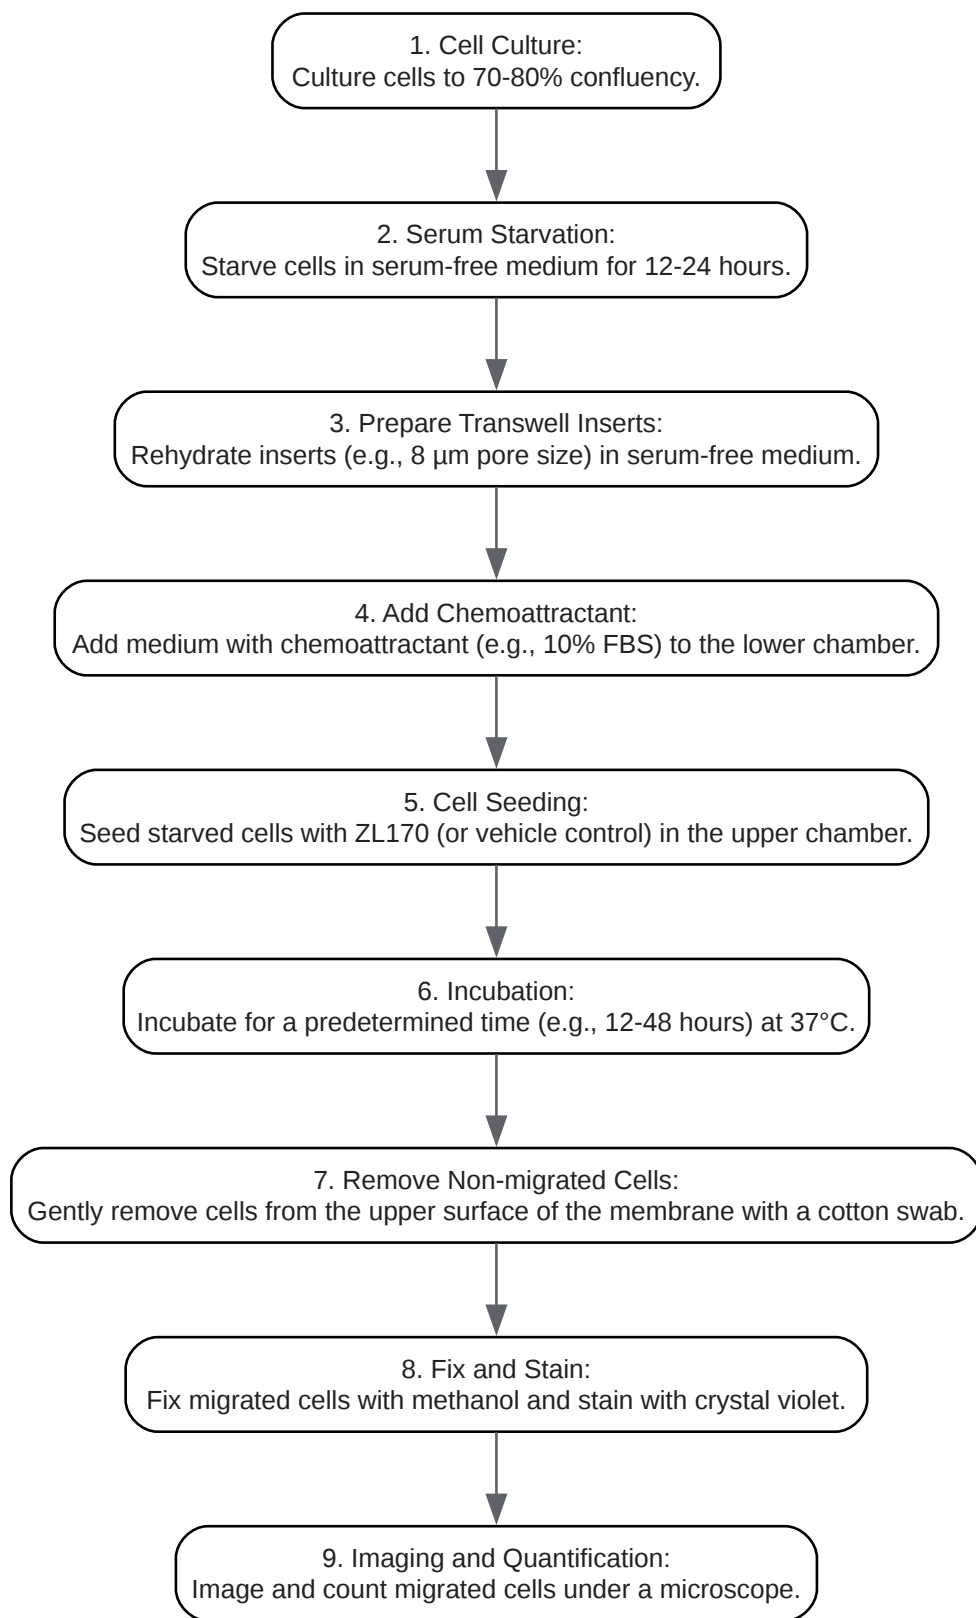 1. Cell Culture:
Culture cells to 70-80% confluency.
2. Serum Starvation:
Starve cells in serum-free medium for 12-24 hours.
3. Prepare Transwell Inserts:
Rehydrate inserts (e.g., 8 µm pore size) in serum-free medium.
4. Add Chemoattractant:
Add medium with chemoattractant (e.g., 10% FBS) to the lower chamber.
5. Cell Seeding:
Seed starved cells with ZL170 (or vehicle control) in the upper chamber.
6. Incubation:
Incubate for a predetermined time (e.g., 12-48 hours) at 37°C.
7. Remove Non-migrated Cells:
Gently remove cells from the upper surface of the membrane with a cotton swab.
8. Fix and Stain:
Fix migrated cells with methanol and stain with crystal violet.
9. Imaging and Quantification:
Image and count migrated cells under a microscope.